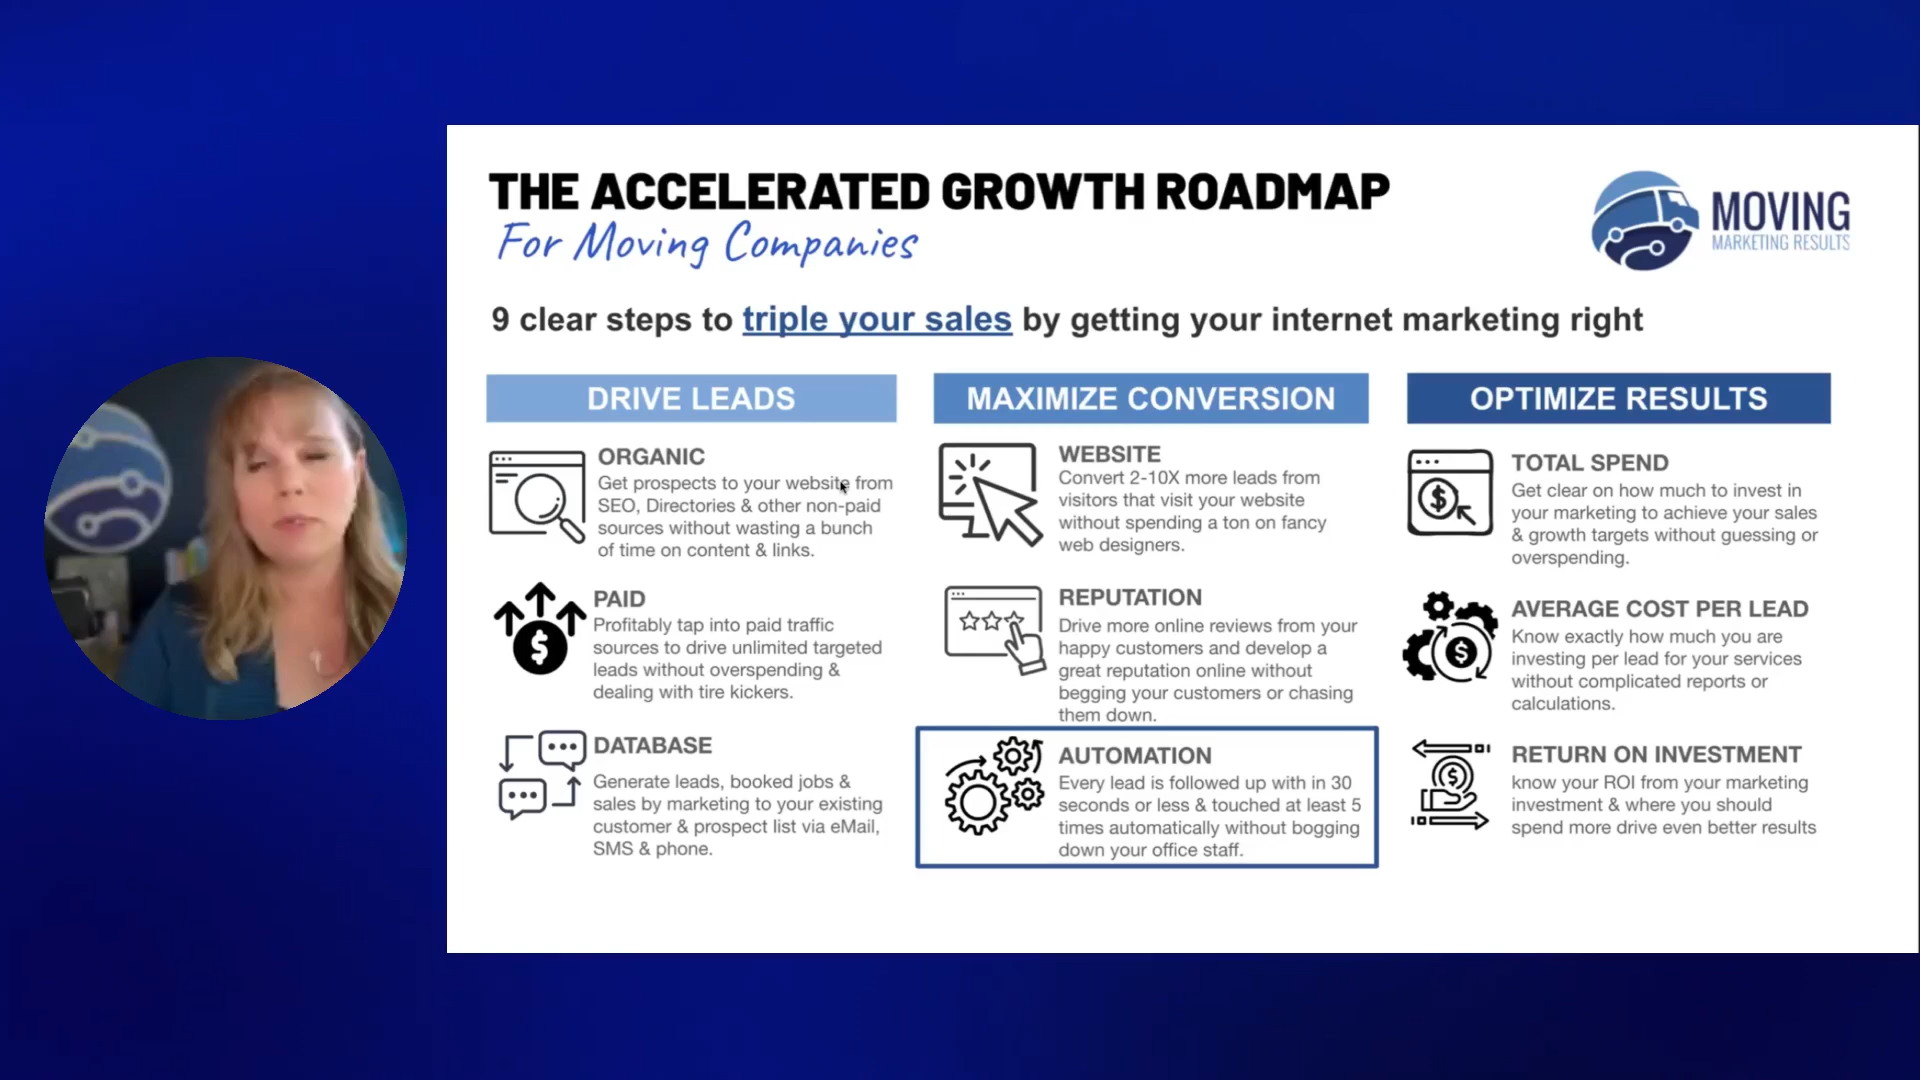 THE ACCELERATED GROWTH ROADMAP
For Moving Companies
MOVING
MARKETING RESULTS
9 clear steps to triple your sales by getting your internet marketing right
DRIVE LEADS
ORGANIC
Get prospects to your website from
SEO, Directories & other non-paid
sources without wasting a bunch
of time on content & links.
PAID
Profitably tap into paid traffic
sources to drive unlimited targeted
leads without overspending &
dealing with tire kickers.
DATABASE
Generate leads, booked jobs &
sales by marketing to your existing
customer & prospect list via eMail,
SMS & phone.
MAXIMIZE CONVERSION
WEBSITE
Convert 2-10X more leads from
visitors that visit your website
without spending a ton on fancy
web designers.
REPUTATION
Drive more online reviews from your
happy customers and develop a
great reputation online without
begging your customers or chasing
them down.
AUTOMATION
Every lead is followed up with in 30
seconds or less & touched at least 5
times automatically without bogging
down your office staff.
OPTIMIZE RESULTS
TOTAL SPEND
Get clear on how much to invest in
your marketing to achieve your sales
& growth targets without guessing or
overspending.
AVERAGE COST PER LEAD
Know exactly how much you are
investing per lead for your services
without complicated reports or
calculations.
RETURN ON INVESTMENT
know your ROI from your marketing
investment & where you should
spend more drive even better results